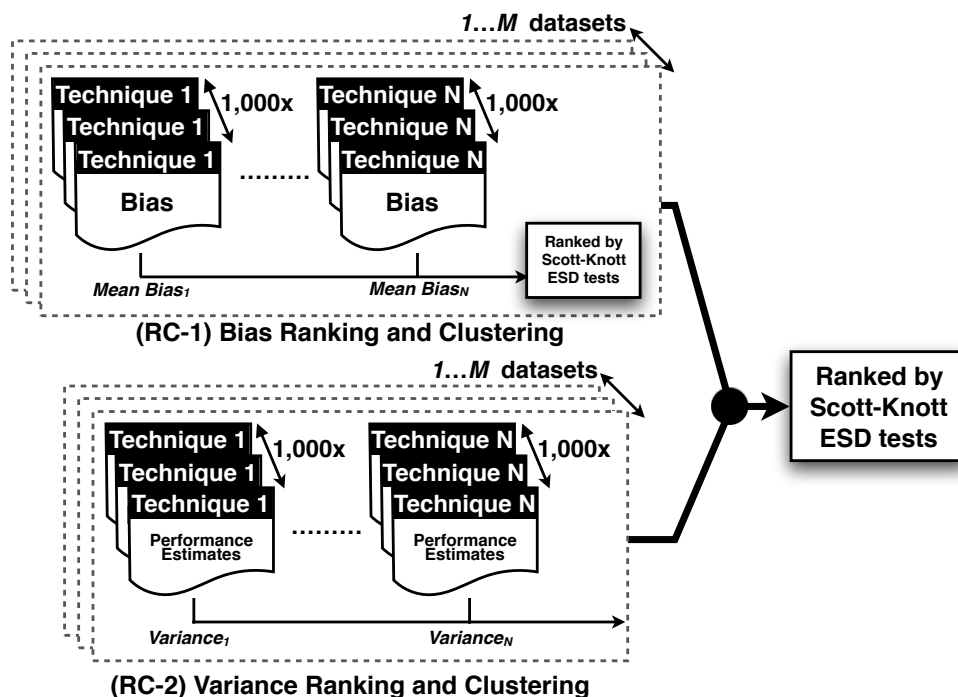 1...M datasets
Technique 1
Technique 1
Technique 1
Bias
1,000x
.........
Technique N
Technique N
Technique N
Bias
1,000x
Ranked by
Scott-Knott
ESD tests
Mean Bias1
Mean BiasN
(RC-1) Bias Ranking and Clustering
1...M datasets
Technique 1
Technique 1
Technique 1
Performance
Estimates
1,000x
.........
Technique N
Technique N
Technique N
Performance
Estimates
1,000x
Variance1
VarianceN
(RC-2) Variance Ranking and Clustering
Ranked by
Scott-Knott
ESD tests